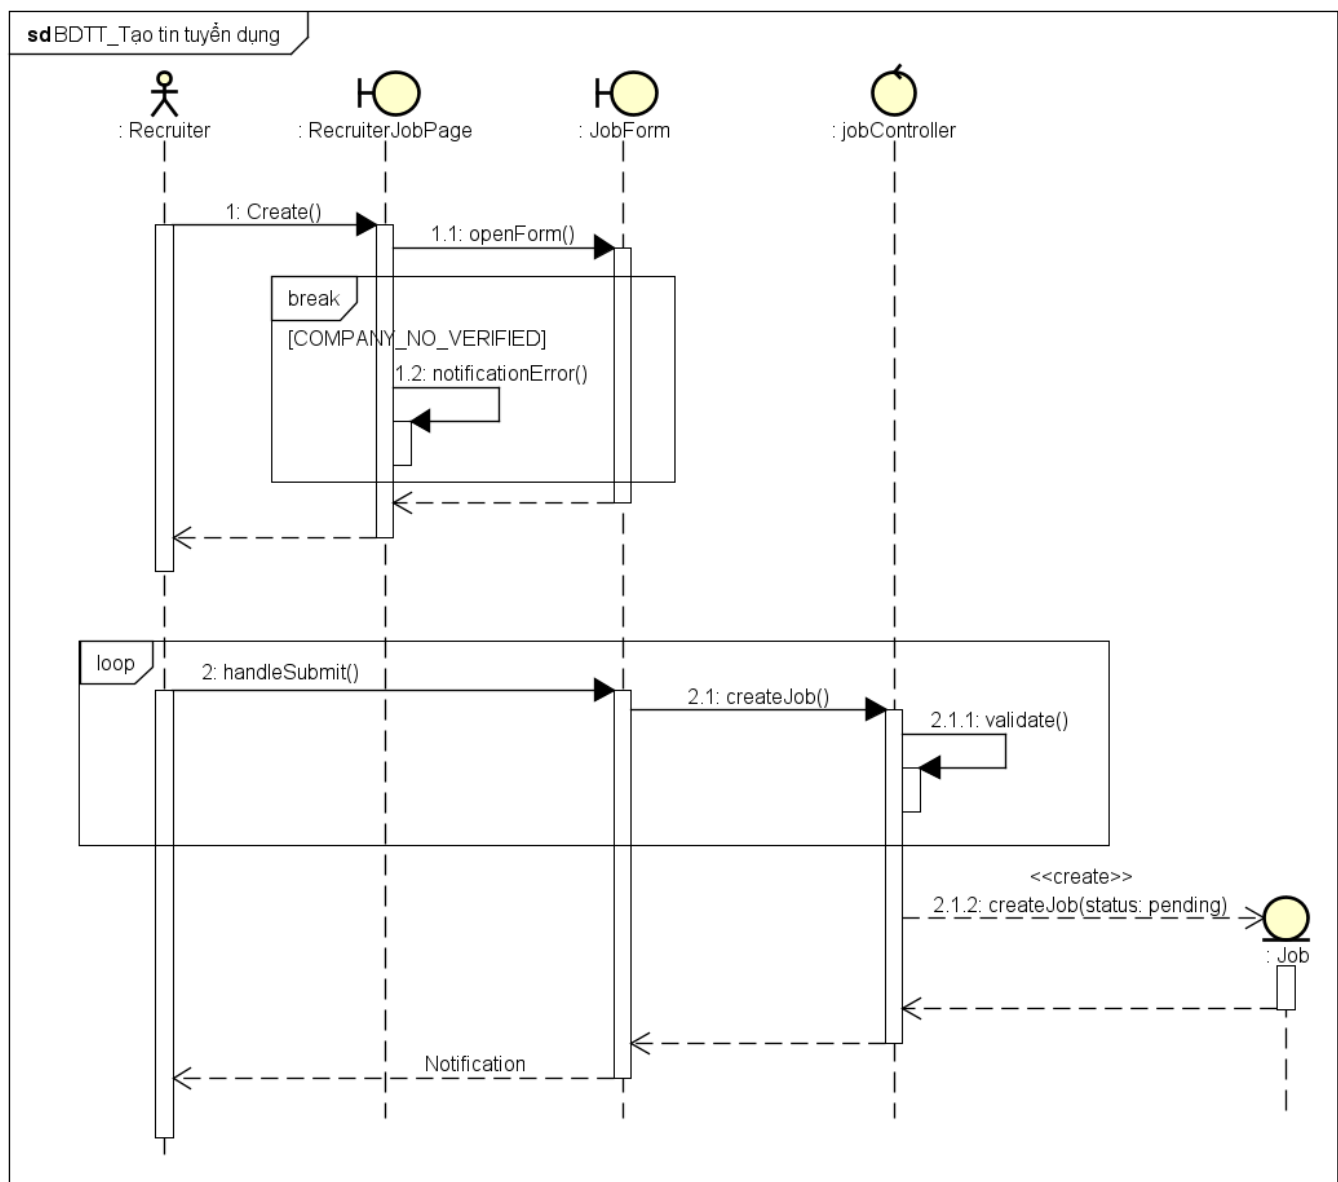 sd BDTT_Tạo tin tuyển dụng
: Recruiter
: RecruiterJobPage
: JobForm
: jobController
1: Create()
1.1: openForm()
break
[COMPANY_NO_VERIFIED]
1.2: notificationError()
loop
2: handleSubmit()
2.1: createJob()
2.1.1: validate()
<<create>>
2.1.2: createJob(status: pending)
: Job
Notification